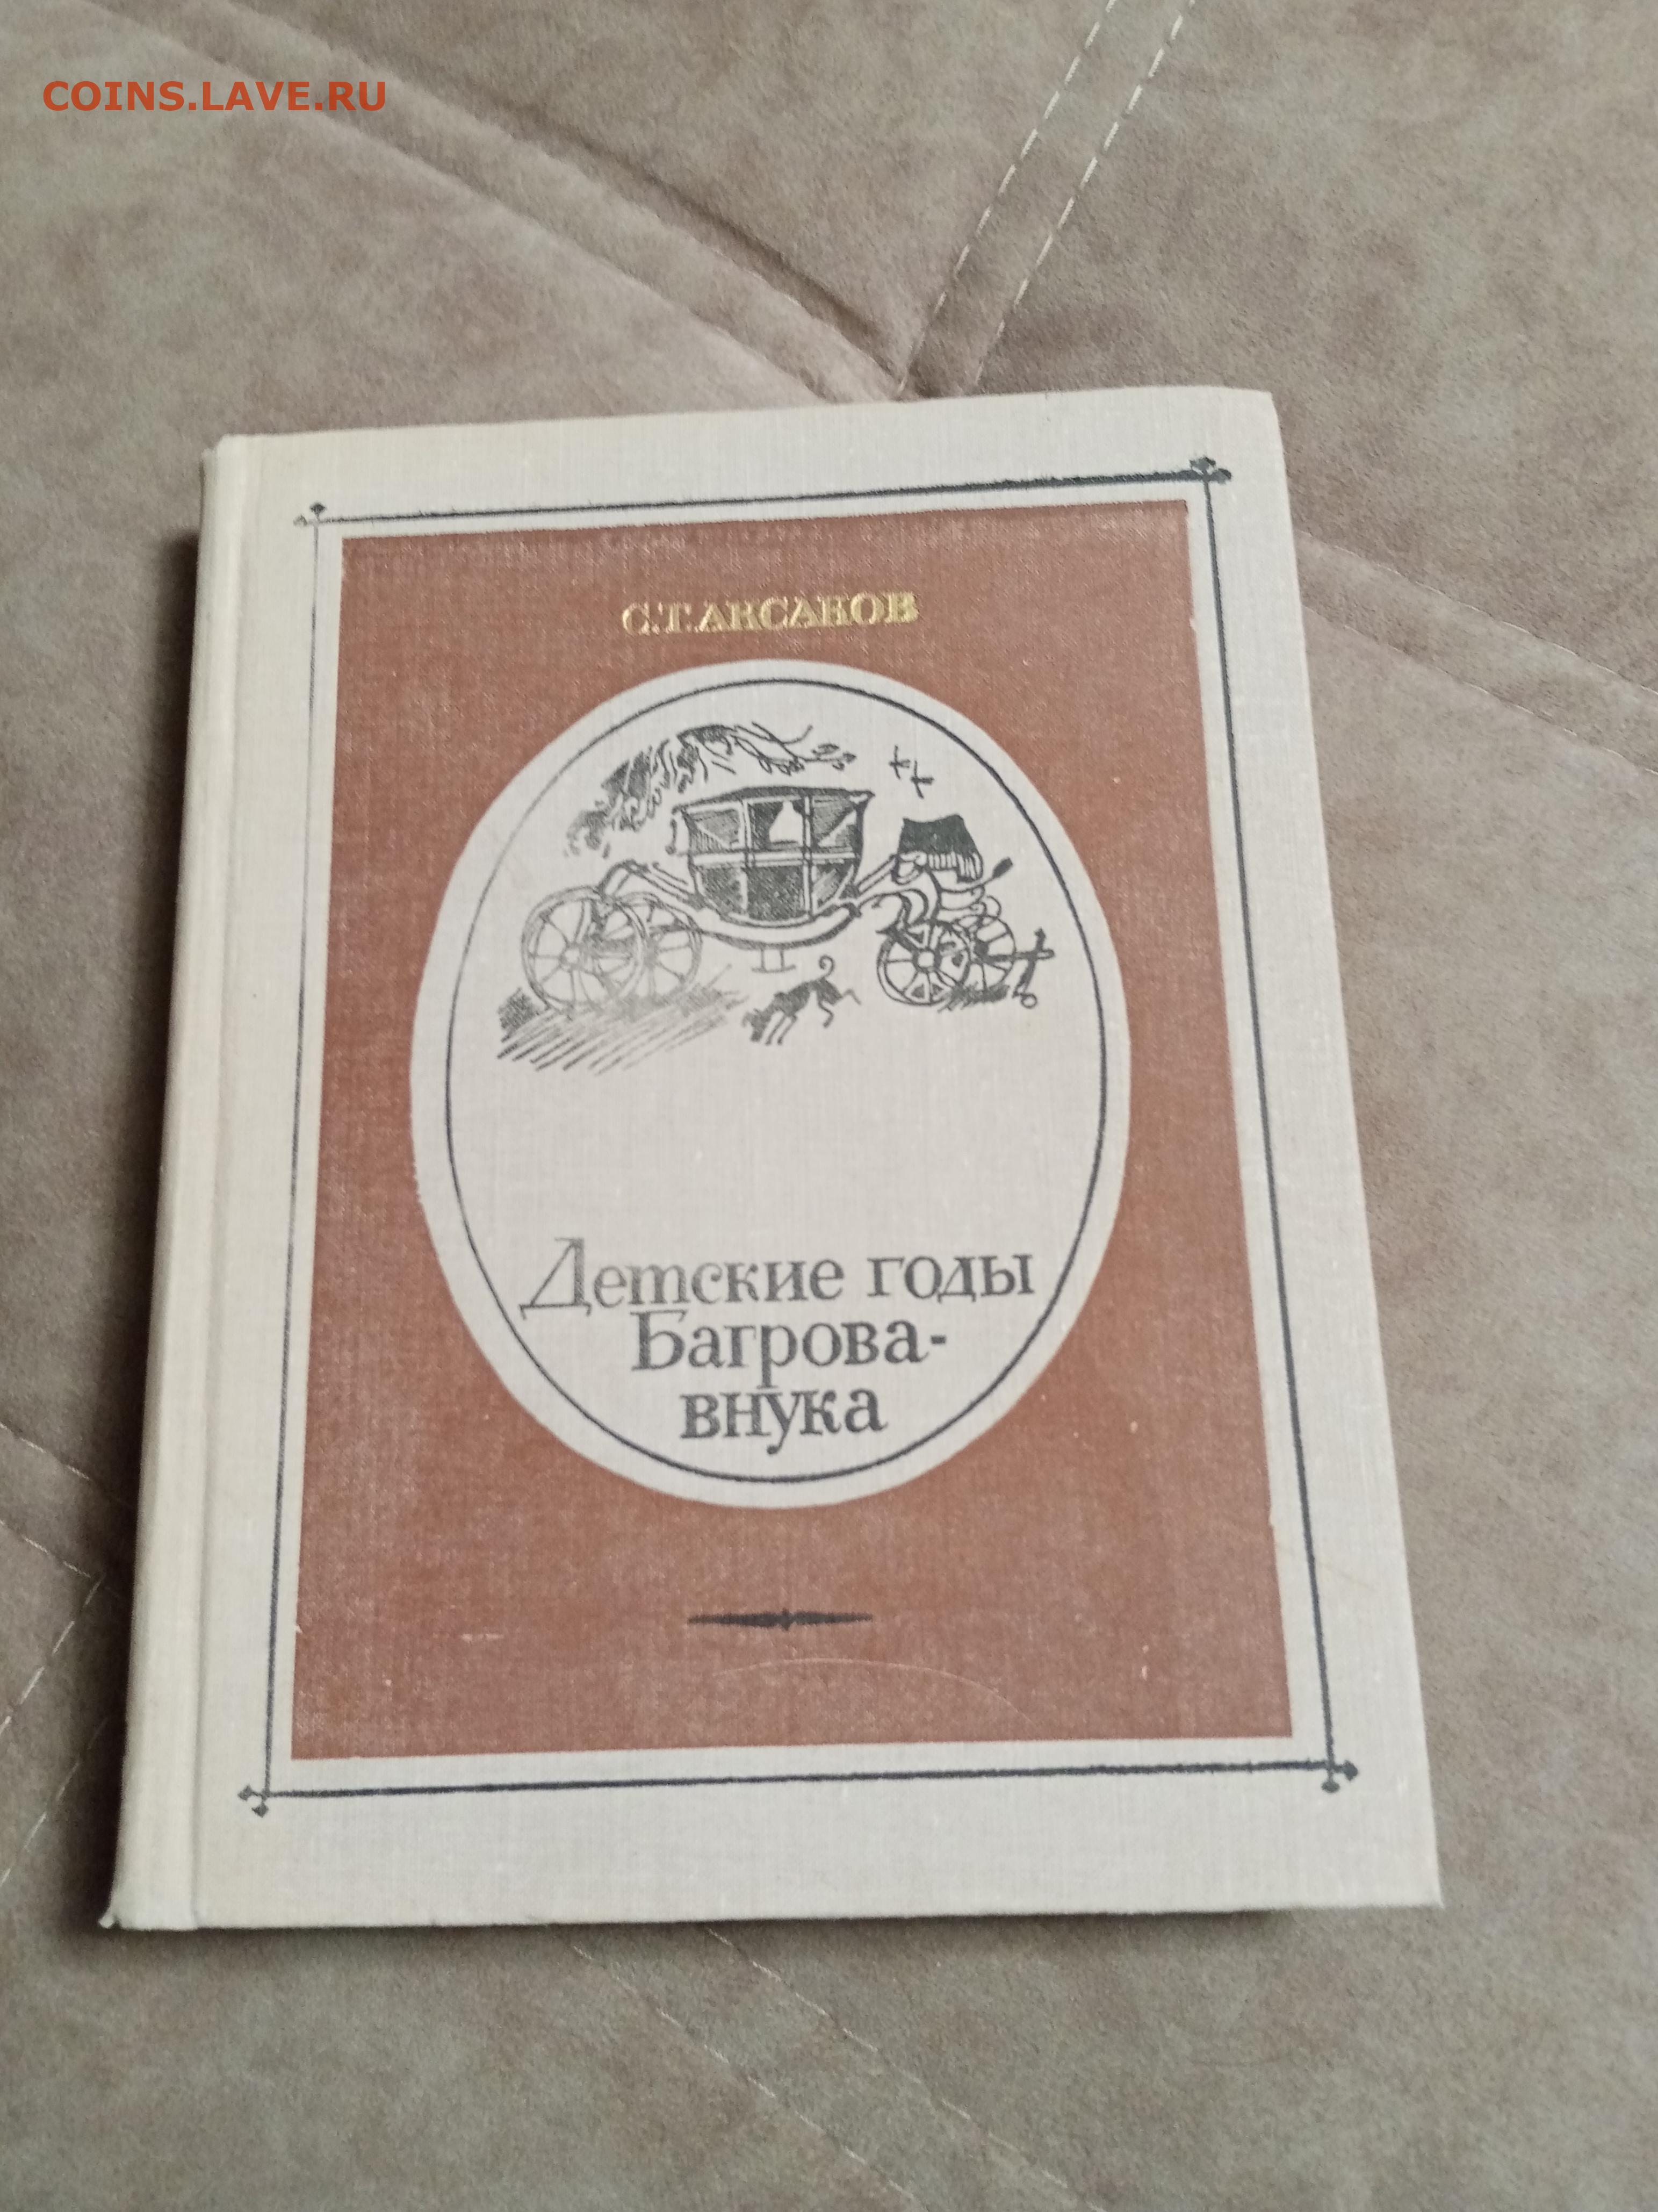 COINS.LAVE.RU
С.Т.АКСАКОВ
Детские годы
Багрова-
внука